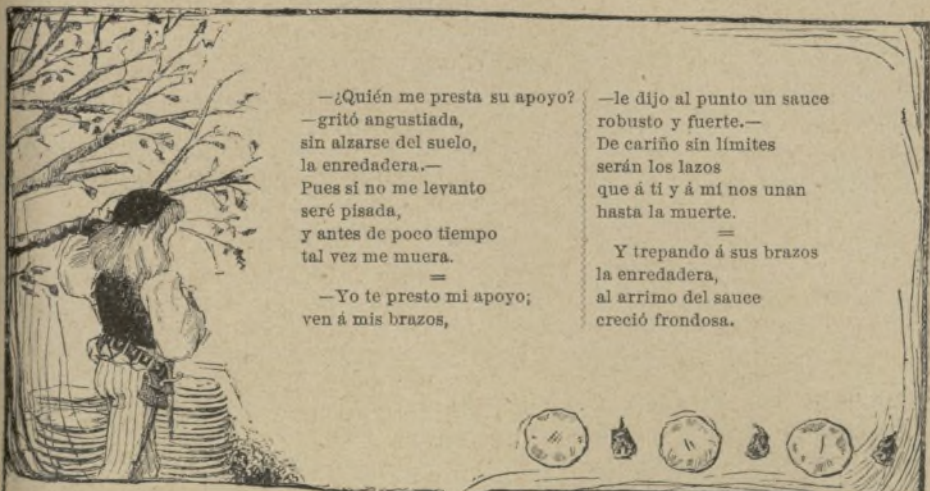 —¿Quién me presta su apoyo?
—gritó angustiada,
sin alzarse del suelo,
la enredadera.—
Pues si no me levanto
seré pisada,
y antes de poco tiempo
tal vez me muera.
=
—Yo te presto mi apoyo;
ven á mis brazos,
—le dijo al punto un sauce
robusto y fuerte.—
De cariño sin límites
serán los lazos
que á ti y á mí nos unan
hasta la muerte.
=
Y trepando á sus brazos
la enredadera,
al arrimo del sauce
creció frondosa.